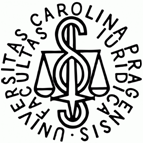 UNIVERSITAS CAROLINA PRAGENSIS
FACULTAS IURIDICA